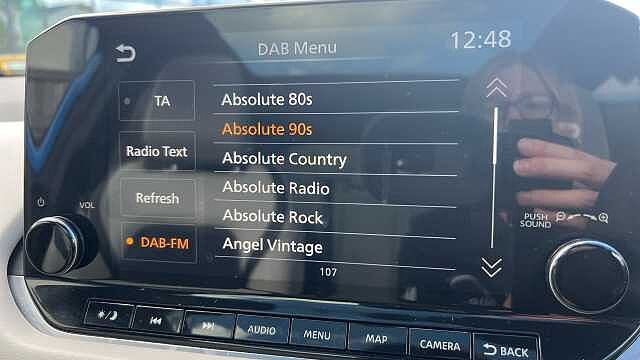 DAB Menu
12:48
TA
Radio Text
Refresh
DAB-FM
Absolute 80s
Absolute 90s
Absolute Country
Absolute Radio
Absolute Rock
Angel Vintage
107
VOL
PUSH
SOUND
AUDIO
MENU
MAP
CAMERA
BACK